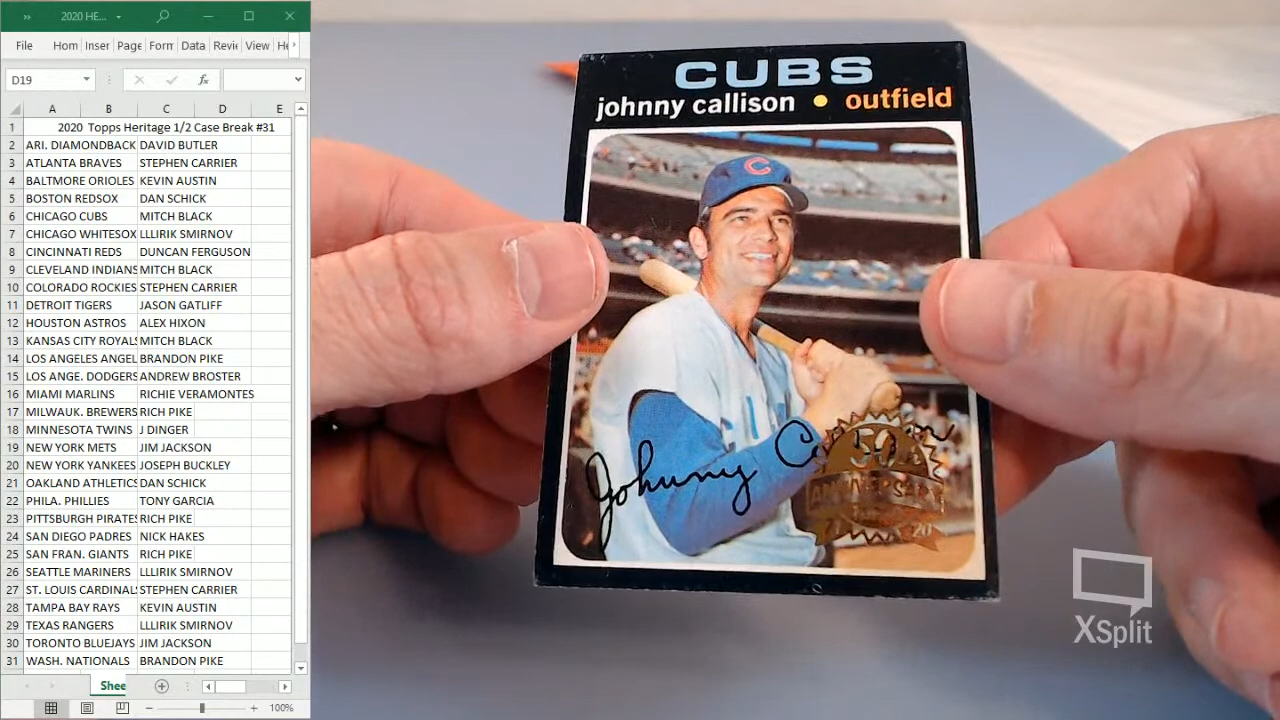 2020 HE...
File Hom Inser Page Form Data Revie View He
D19 fx
A B C D E
1 2020 Topps Heritage 1/2 Case Break #31
2 ARI. DIAMONDBACK DAVID BUTLER
3 ATLANTA BRAVES STEPHEN CARRIER
4 BALTMORE ORIOLES KEVIN AUSTIN
5 BOSTON REDSOX DAN SCHICK
6 CHICAGO CUBS MITCH BLACK
7 CHICAGO WHITESOX LLLIRIK SMIRNOV
8 CINCINNATI REDS DUNCAN FERGUSON
9 CLEVELAND INDIANS MITCH BLACK
10 COLORADO ROCKIES STEPHEN CARRIER
11 DETROIT TIGERS JASON GATLIFF
12 HOUSTON ASTROS ALEX HIXON
13 KANSAS CITY ROYALS MITCH BLACK
14 LOS ANGELES ANGEL BRANDON PIKE
15 LOS ANGE. DODGERS ANDREW BROSTER
16 MIAMI MARLINS RICHIE VERAMONTES
17 MILWAUK. BREWERS RICH PIKE
18 MINNESOTA TWINS J DINGER
19 NEW YORK METS JIM JACKSON
20 NEW YORK YANKEES JOSEPH BUCKLEY
21 OAKLAND ATHLETICS DAN SCHICK
22 PHILA. PHILLIES TONY GARCIA
23 PITTSBURGH PIRATES RICH PIKE
24 SAN DIEGO PADRES NICK HAKES
25 SAN FRAN. GIANTS RICH PIKE
26 SEATTLE MARINERS LLLIRIK SMIRNOV
27 ST. LOUIS CARDINALS STEPHEN CARRIER
28 TAMPA BAY RAYS KEVIN AUSTIN
29 TEXAS RANGERS LLLIRIK SMIRNOV
30 TORONTO BLUEJAYS JIM JACKSON
31 WASH. NATIONALS BRANDON PIKE
Shee
100%
CUBS
johnny callison • outfield
C
Johnny Callison
50
ANNIVERSARY
20
XSplit